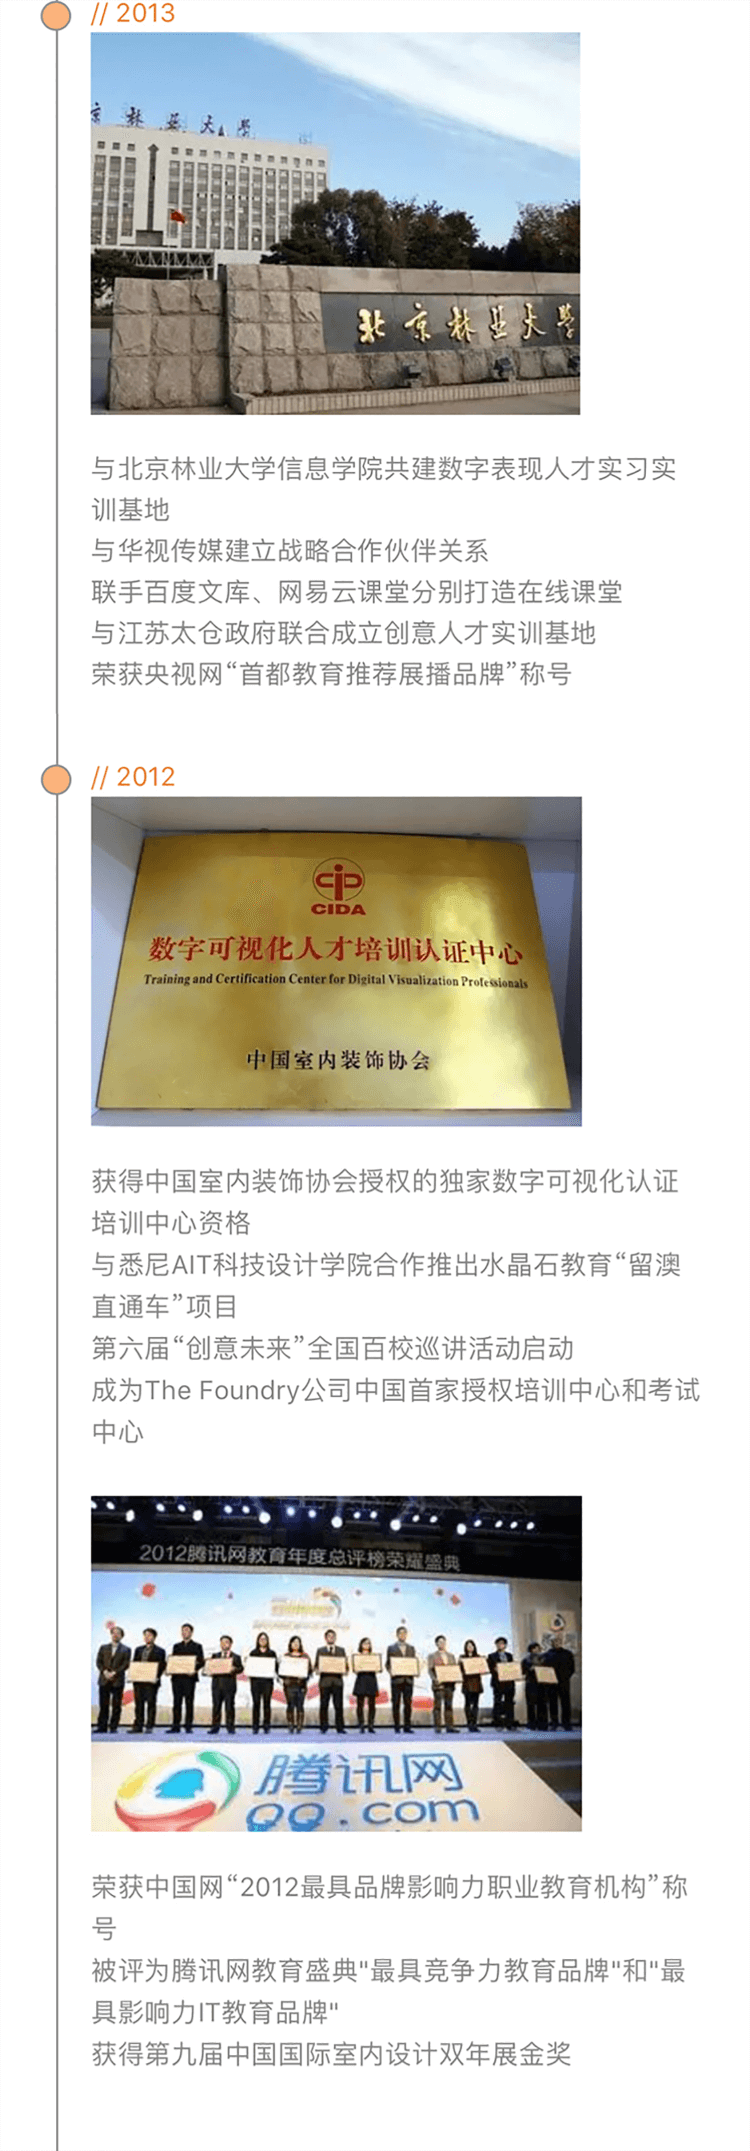 // 2013
京林业大学
北京林业大学
与北京林业大学信息学院共建数字表现人才实习实
训基地
与华视传媒建立战略合作伙伴关系
联手百度文库、网易云课堂分别打造在线课堂
与江苏太仓政府联合成立创意人才实训基地
荣获央视网“首都教育推荐展播品牌”称号
// 2012
CIDA
数字可视化人才培训认证中心
Training and Certification Center for Digital Visualization Professionals
中国室内装饰协会
获得中国室内装饰协会授权的独家数字可视化认证
培训中心资格
与悉尼AIT科技设计学院合作推出水晶石教育“留澳
直通车”项目
第六届“创意未来”全国百校巡讲活动启动
成为The Foundry公司中国首家授权培训中心和考试
中心
2012腾讯网教育年度总评榜荣耀盛典
腾讯网
QQ.com
荣获中国网“2012最具品牌影响力职业教育机构”称
号
被评为腾讯网教育盛典"最具竞争力教育品牌"和"最
具影响力IT教育品牌"
获得第九届中国国际室内设计双年展金奖